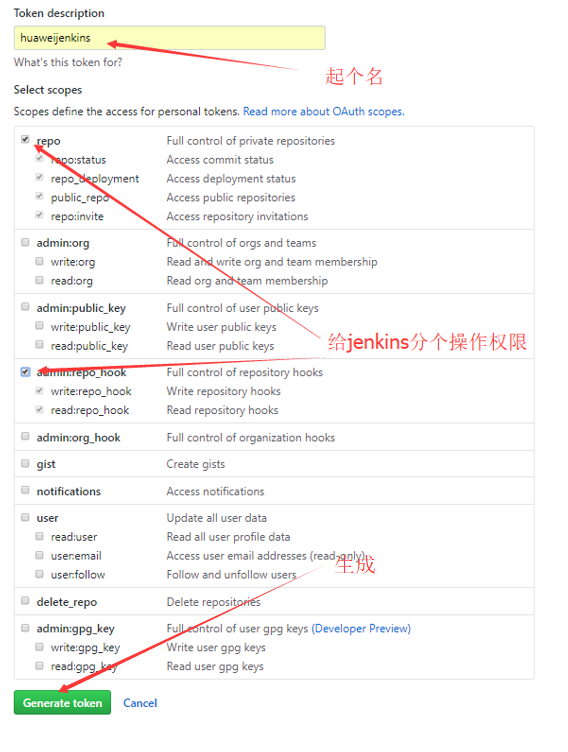 Token description
huaweijenkins
What's this token for?
起个名
Select scopes
Scopes define the access for personal tokens. Read more about OAuth scopes.
repo Full control of private repositories
repo:status Access commit status
repo_deployment Access deployment status
public_repo Access public repositories
repo:invite Access repository invitations
admin:org Full control of orgs and teams
write:org Read and write org and team membership
read:org Read org and team membership
admin:public_key Full control of user public keys
write:public_key Write user public keys
read:public_key Read user public keys
给jenkins分个操作权限
admin:repo_hook Full control of repository hooks
write:repo_hook Write repository hooks
read:repo_hook Read repository hooks
admin:org_hook Full control of organization hooks
gist Create gists
notifications Access notifications
user Update all user data
read:user Read all user profile data
user:email Access user email addresses (read-only)
生成
user:follow Follow and unfollow users
delete_repo Delete repositories
admin:gpg_key Full control of user gpg keys (Developer Preview)
write:gpg_key Write user gpg keys
read:gpg_key Read user gpg keys
Generate token Cancel